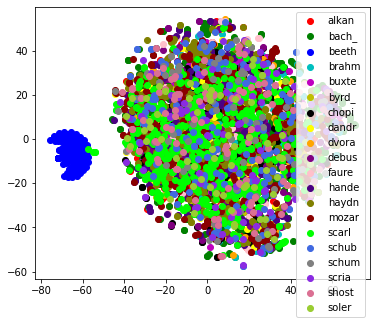 alkan
bach_
beeth
brahm
buxte
byrd_
chopi
dandr
dvora
debus
faure
hande
haydn
mozar
scarl
schub
schum
scria
shost
soler
40
20
0
−20
−40
−60
−80 −60 −40 −20 0 20 40